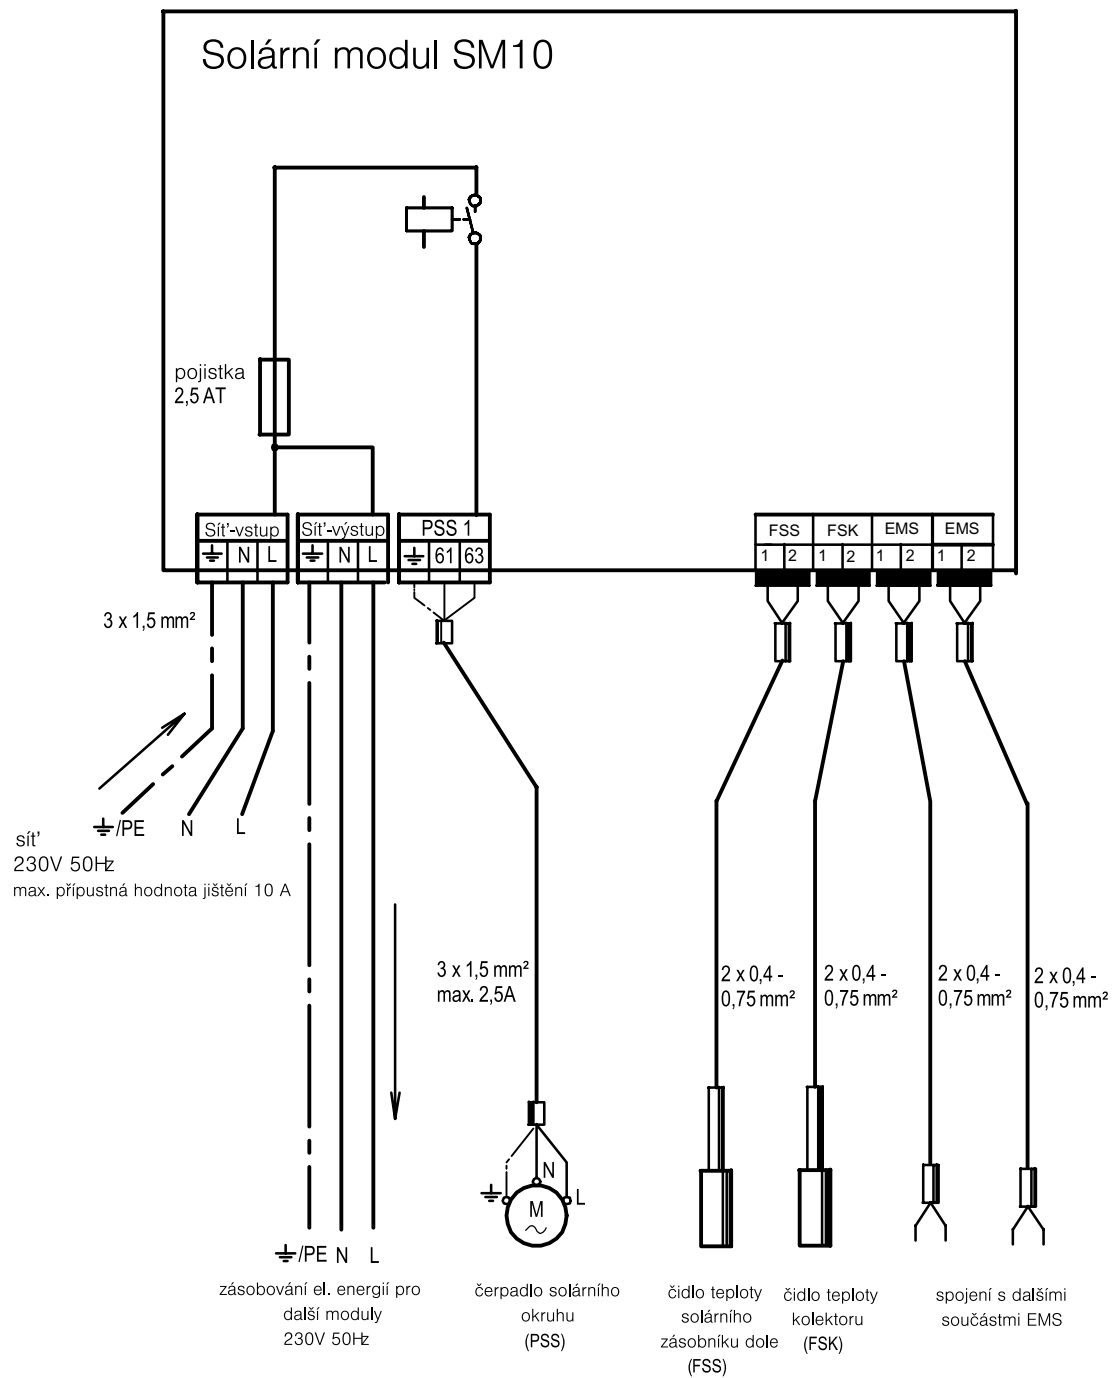 Solární modul SM10
pojistka
2,5 AT
Sít'-vstup
Sít'-výstup
PSS 1
FSS
FSK
EMS
EMS
N L
N L
61 63
1 2
1 2
1 2
1 2
3 x 1,5 mm²
/PE N L
sít'
230V 50Hz
max. přípustná hodnota jištění 10 A
3 x 1,5 mm²
max. 2,5A
2 x 0,4 -
0,75 mm²
2 x 0,4 -
0,75 mm²
2 x 0,4 -
0,75 mm²
2 x 0,4 -
0,75 mm²
N
L
M
/PE N L
zásobování el. energií pro
další moduly
230V 50Hz
čerpadlo solárního
okruhu
(PSS)
čidlo teploty
solárního
zásobníku dole
(FSS)
čidlo teploty
kolektoru
(FSK)
spojení s dalšími
součástmi EMS